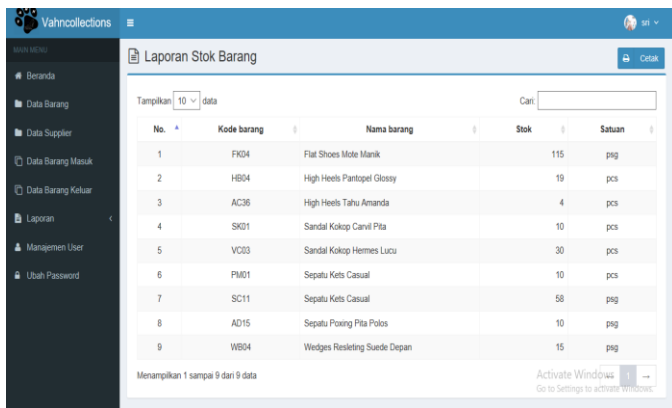 Vahncollections
sri
MAIN MENU
Laporan Stok Barang
Cetak
Beranda
Data Barang
Data Supplier
Data Barang Masuk
Data Barang Keluar
Laporan
Manajemen User
Ubah Password
Tampilkan 10 data
Cari:
No. Kode barang Nama barang Stok Satuan
1 FK04 Flat Shoes Mote Manik 115 psg
2 HB04 High Heels Pantopel Glossy 19 pcs
3 AC36 High Heels Tahu Amanda 4 pcs
4 SK01 Sandal Kokop Carvil Pita 10 pcs
5 VC03 Sandal Kokop Hermes Lucu 30 pcs
6 PM01 Sepatu Kets Casual 10 pcs
7 SC11 Sepatu Kets Casual 58 psg
8 AD15 Sepatu Poxing Pita Polos 10 psg
9 WB04 Wedges Resleting Suede Depan 15 psg
Menampilkan 1 sampai 9 dari 9 data
← 1 →
Activate Windows
Go to Settings to activate Windows.